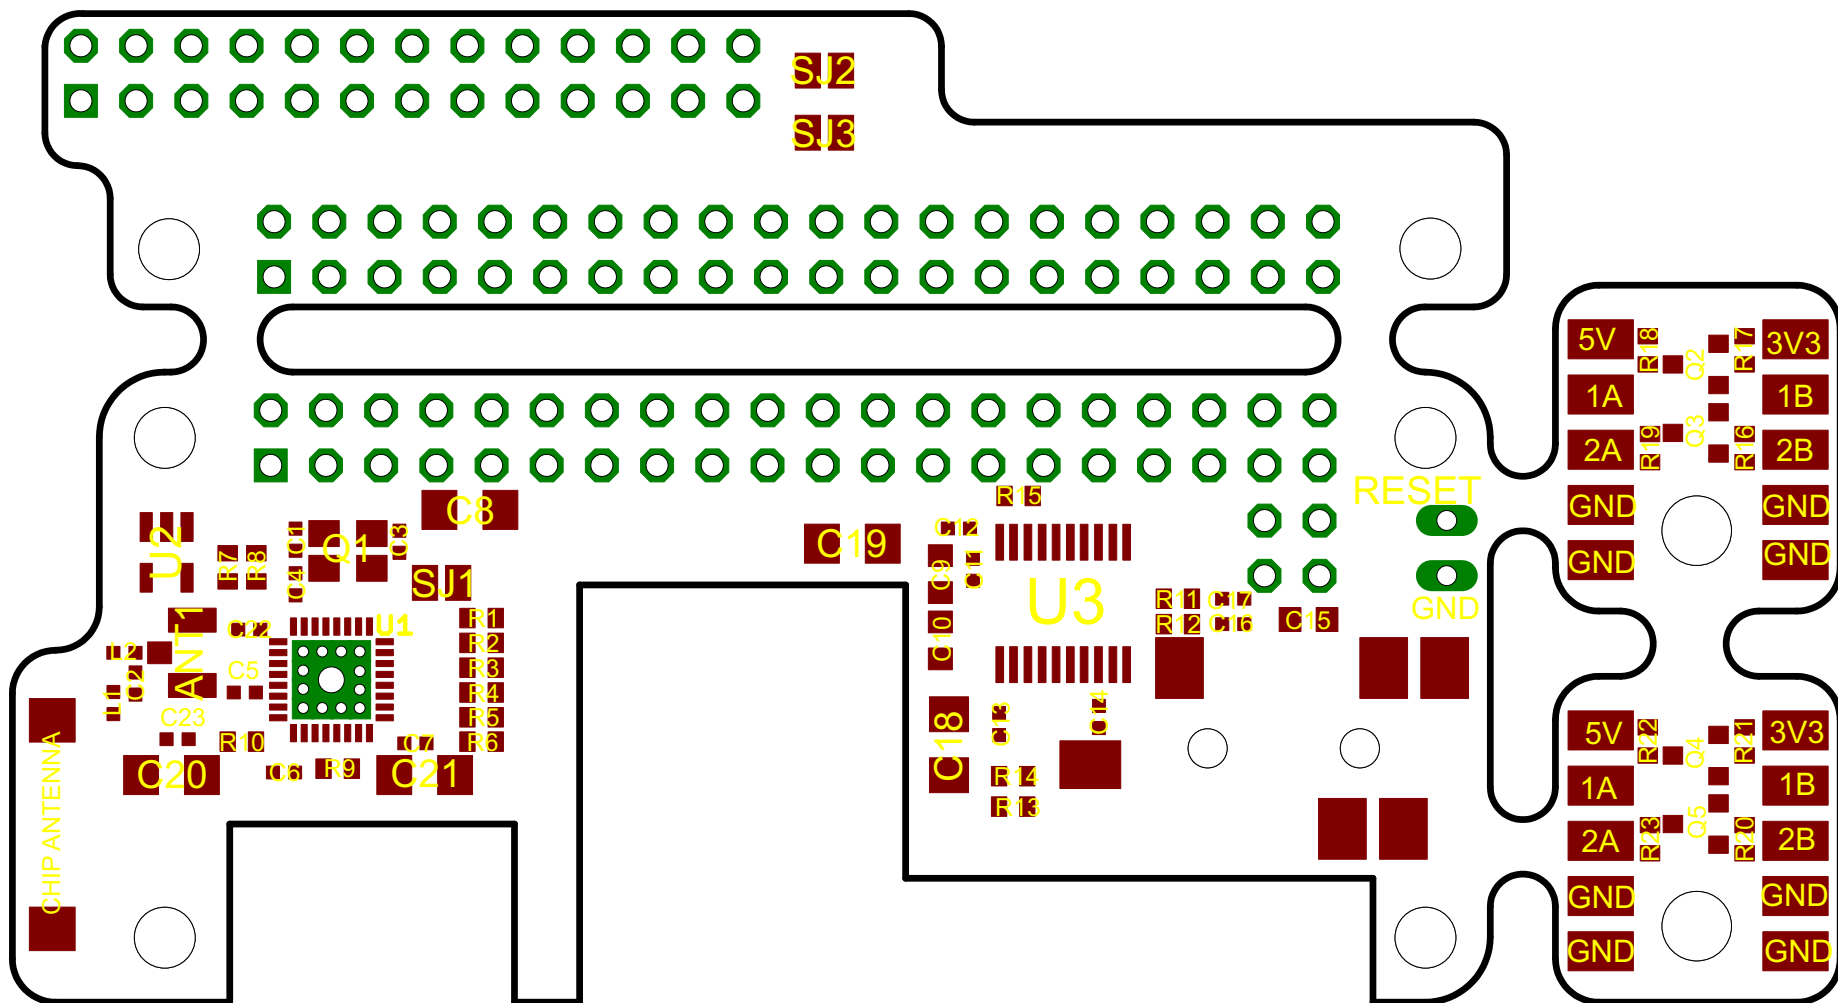 SJ2
SJ3
5V
R18
Q2
R17
3V3
1A
1B
2A
R19
Q3
R16
2B
RESET
GND
GND
GND
GND
GND
C8
R15
C12
U2
R7
R8
C1
Q1
C3
C4
SJ1
C19
C9
C11
U3
R11
C17
R12
C16
C15
ANT1
C22
U1
R1
R2
R3
R4
R5
R6
L2
C2
L1
C5
C23
R10
C7
C20
C6
R9
C21
C10
C18
C13
C14
R14
R13
CHIP ANTENNA
5V
R22
Q4
R21
3V3
1A
1B
2A
R23
Q5
R20
2B
GND
GND
GND
GND